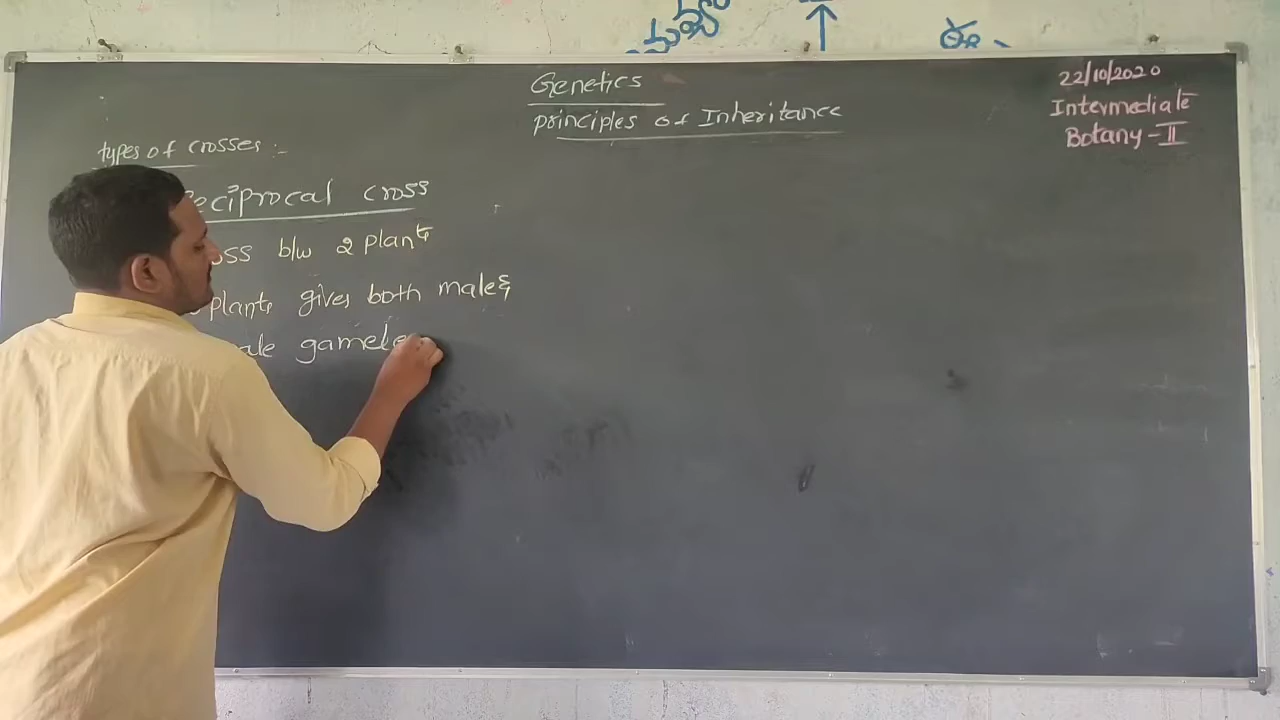 Genetics
principles of Inheritance
22/10/2020
Intermediate
Botany-II
types of crosses :-
eciprocal cross
oss b/w 2 plants
plants gives both male &
ale gamete